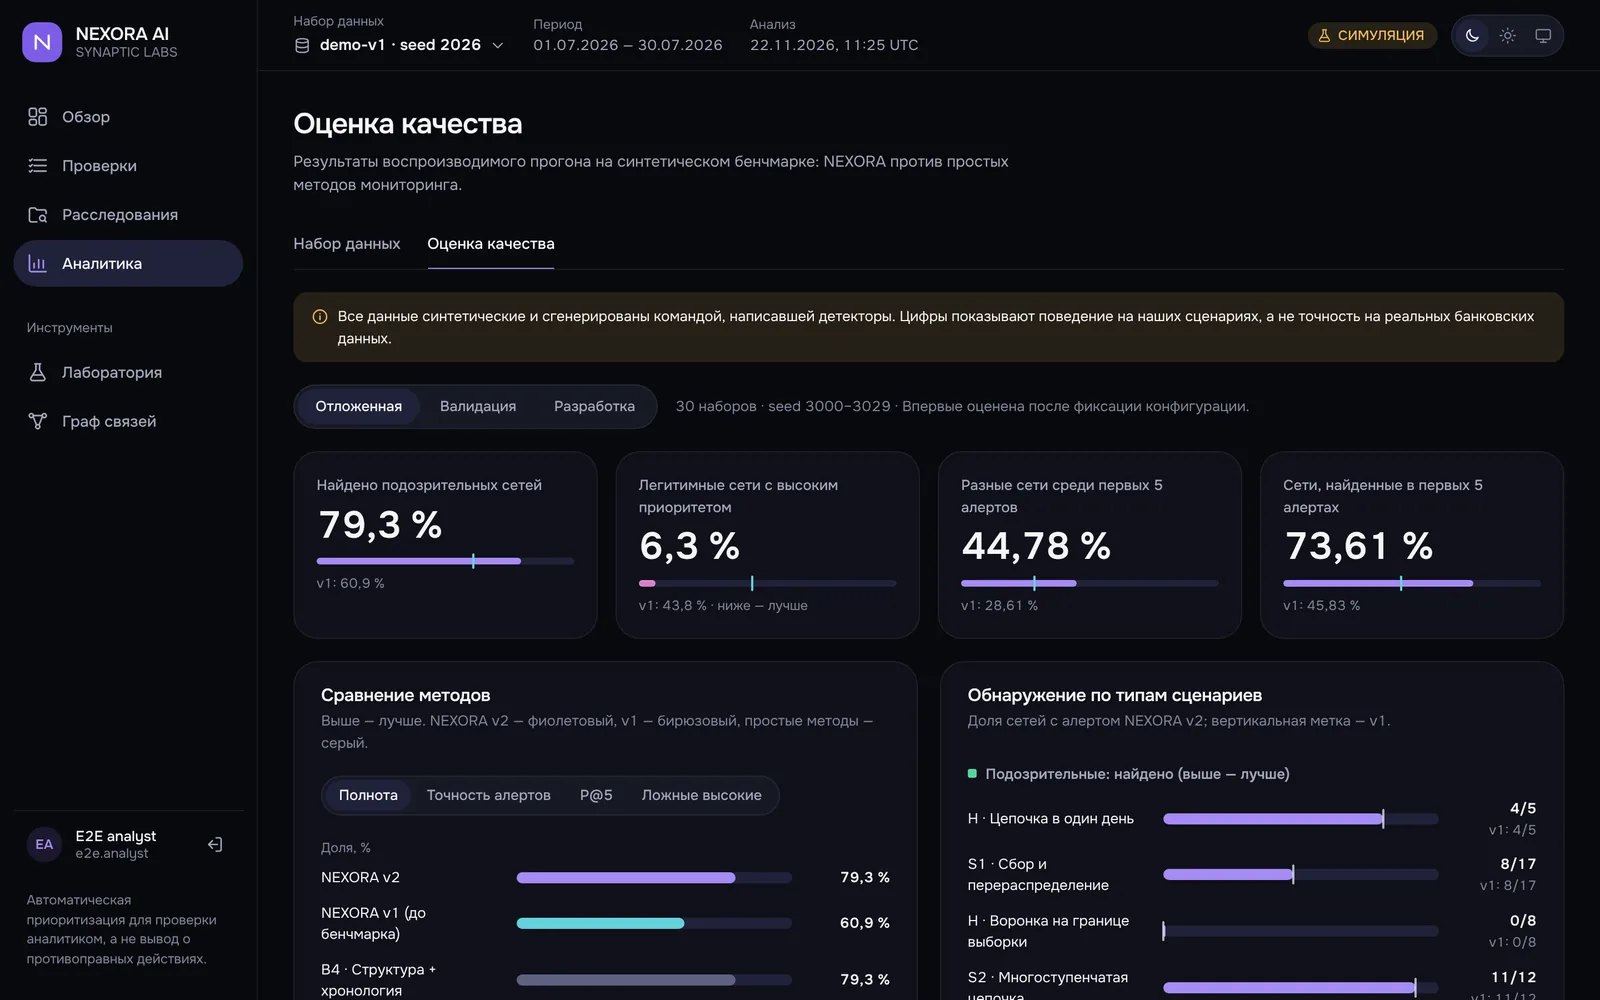 NEXORA AI
SYNAPTIC LABS
Обзор
Проверки
Расследования
Аналитика
Инструменты
Лаборатория
Граф связей
EA
E2E analyst
e2e.analyst
Автоматическая
приоритизация для проверки
аналитиком, а не вывод о
противоправных действиях.
Набор данных
demo-v1 · seed 2026
Период
01.07.2026 — 30.07.2026
Анализ
22.11.2026, 11:25 UTC
СИМУЛЯЦИЯ
Оценка качества
Результаты воспроизводимого прогона на синтетическом бенчмарке: NEXORA против простых
методов мониторинга.
Набор данных
Оценка качества
Все данные синтетические и сгенерированы командой, написавшей детекторы. Цифры показывают поведение на наших сценариях, а не точность на реальных банковских
данных.
Отложенная
Валидация
Разработка
30 наборов · seed 3000–3029 · Впервые оценена после фиксации конфигурации.
Найдено подозрительных сетей
79,3 %
v1: 60,9 %
Легитимные сети с высоким
приоритетом
6,3 %
v1: 43,8 % · ниже — лучше
Разные сети среди первых 5
алертов
44,78 %
v1: 28,61 %
Сети, найденные в первых 5
алертах
73,61 %
v1: 45,83 %
Сравнение методов
Выше — лучше. NEXORA v2 — фиолетовый, v1 — бирюзовый, простые методы —
серый.
Полнота
Точность алертов
P@5
Ложные высокие
Доля, %
NEXORA v2
79,3 %
NEXORA v1 (до
бенчмарка)
60,9 %
B4 · Структура +
хронология
79,3 %
Обнаружение по типам сценариев
Доля сетей с алертом NEXORA v2; вертикальная метка — v1.
Подозрительные: найдено (выше — лучше)
H · Цепочка в один день
4/5
v1: 4/5
S1 · Сбор и
перераспределение
8/17
v1: 8/17
H · Воронка на границе
выборки
0/8
v1: 0/8
S2 · Многоступенчатая
цепочка
11/12
v1: 11/12